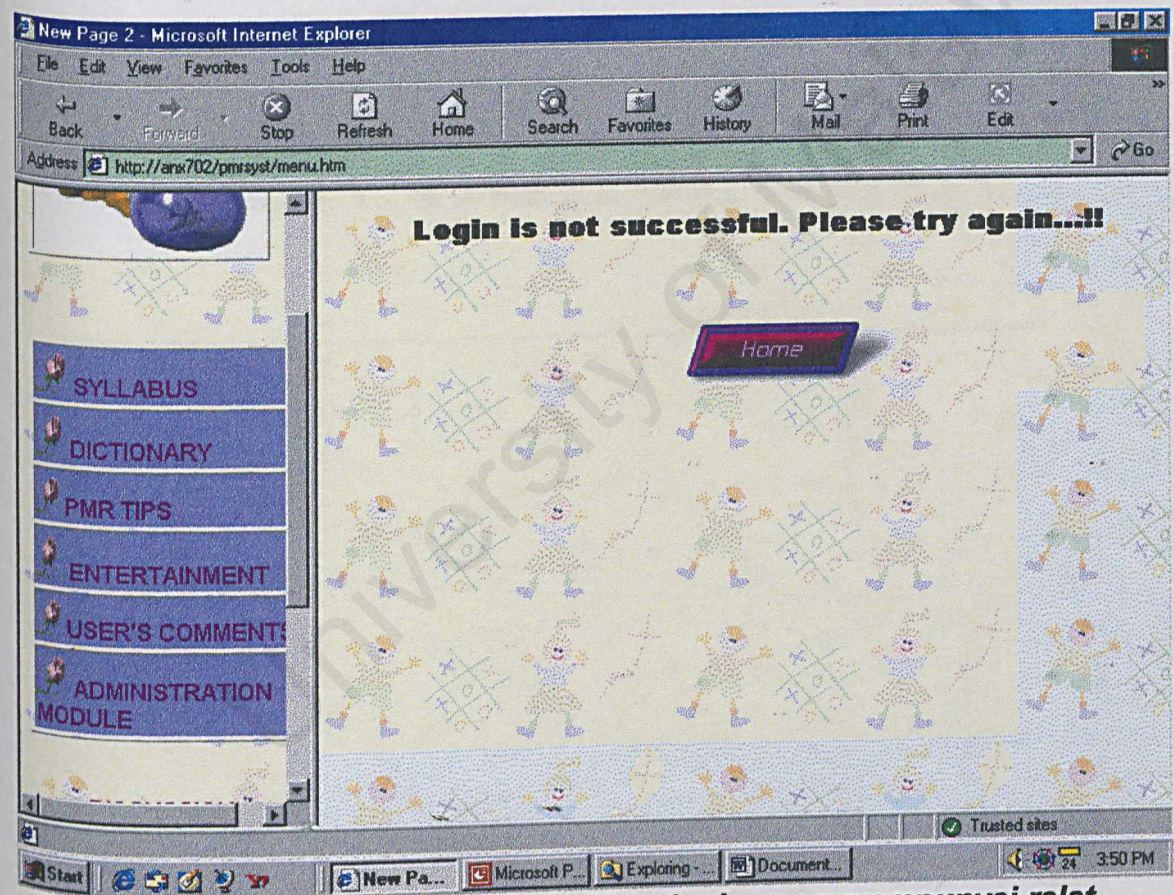 New Page 2 - Microsoft Internet Explorer
File Edit View Favorites Tools Help
Back Forward Stop Refresh Home Search Favorites History Mail Print Edit
Address http://anx702/pmrsyst/menu.htm Go
Login is not successful. Please try again...!!
Home
SYLLABUS
DICTIONARY
PMR TIPS
ENTERTAINMENT
USER'S COMMENTS
ADMINISTRATION
MODULE
Trusted sites
Start New Pa... Microsoft P... Exploring -... Document... 24 3:50 PM